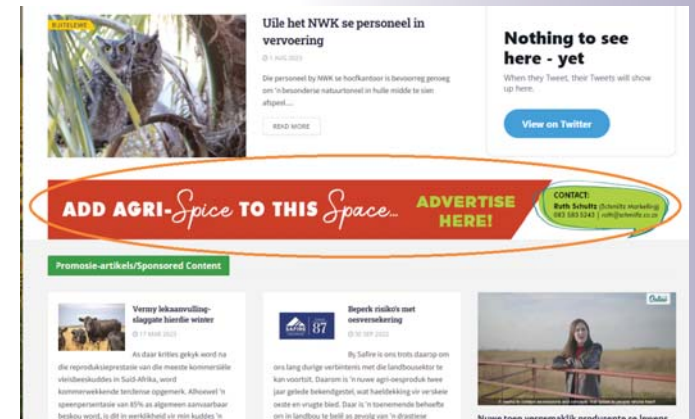 BUITELEWE
Uile het NWK se personeel in
vervoering
1 AUG 2023
Die personeel by NWK se hoofkantoor is bevoorreg genoeg
om 'n besonderse natuurtoneel in hulle midde te sien
afspeel....
READ MORE
Nothing to see
here - yet
When they Tweet, their Tweets will show
up here.
View on Twitter
ADD AGRI-Spice TO THIS Space...
ADVERTISE
HERE!
CONTACT:
Ruth Schultz (Schmitz Marketing)
Promosie-artikels/Sponsored Content
Vermy lekaanvulling-
slaggate hierdie winter
17 MAR 2023
As daar krities gekyk word na
die reproduksieprestasie van die meeste kommersiële
vleisbeeskuddes in Suid-Afrika, word
kommerwekkende tendense opgemerk. Alhoewel 'n
speenpersentasie van 85% as algemeen aanvaarbaar
beskou word, is dit in werklikheid vir min kuddes 'n
SAFIRE
87
Beperk risiko's met
oesversekering
30 SEP 2022
By Safire is ons trots daarop om
ons lang durige verbintenis met die landbousektor te
kan voortsit. Daarom is 'n nuwe agri-oesproduk twee
jaar gelede bekendgestel, wat haeldekking vir verskeie
oeste en vrugte bied. Daar is 'n toenemende behoefte
om in landbou te belê as gevolg van 'n drastiese
Nuwe toep vergemaklik produsente se lewens